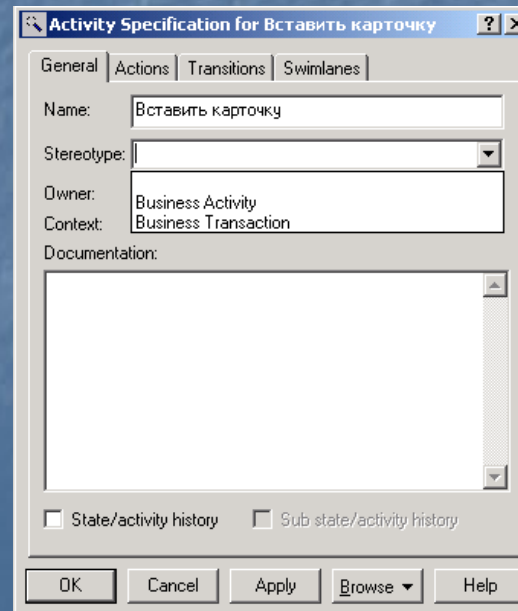 Activity Specification for Вставить карточку
General Actions Transitions Swimlanes
Name: Вставить карточку
Stereotype:
Business Activity
Business Transaction
Owner:
Context:
Documentation:
State/activity history Sub state/activity history
OK Cancel Apply Browse Help